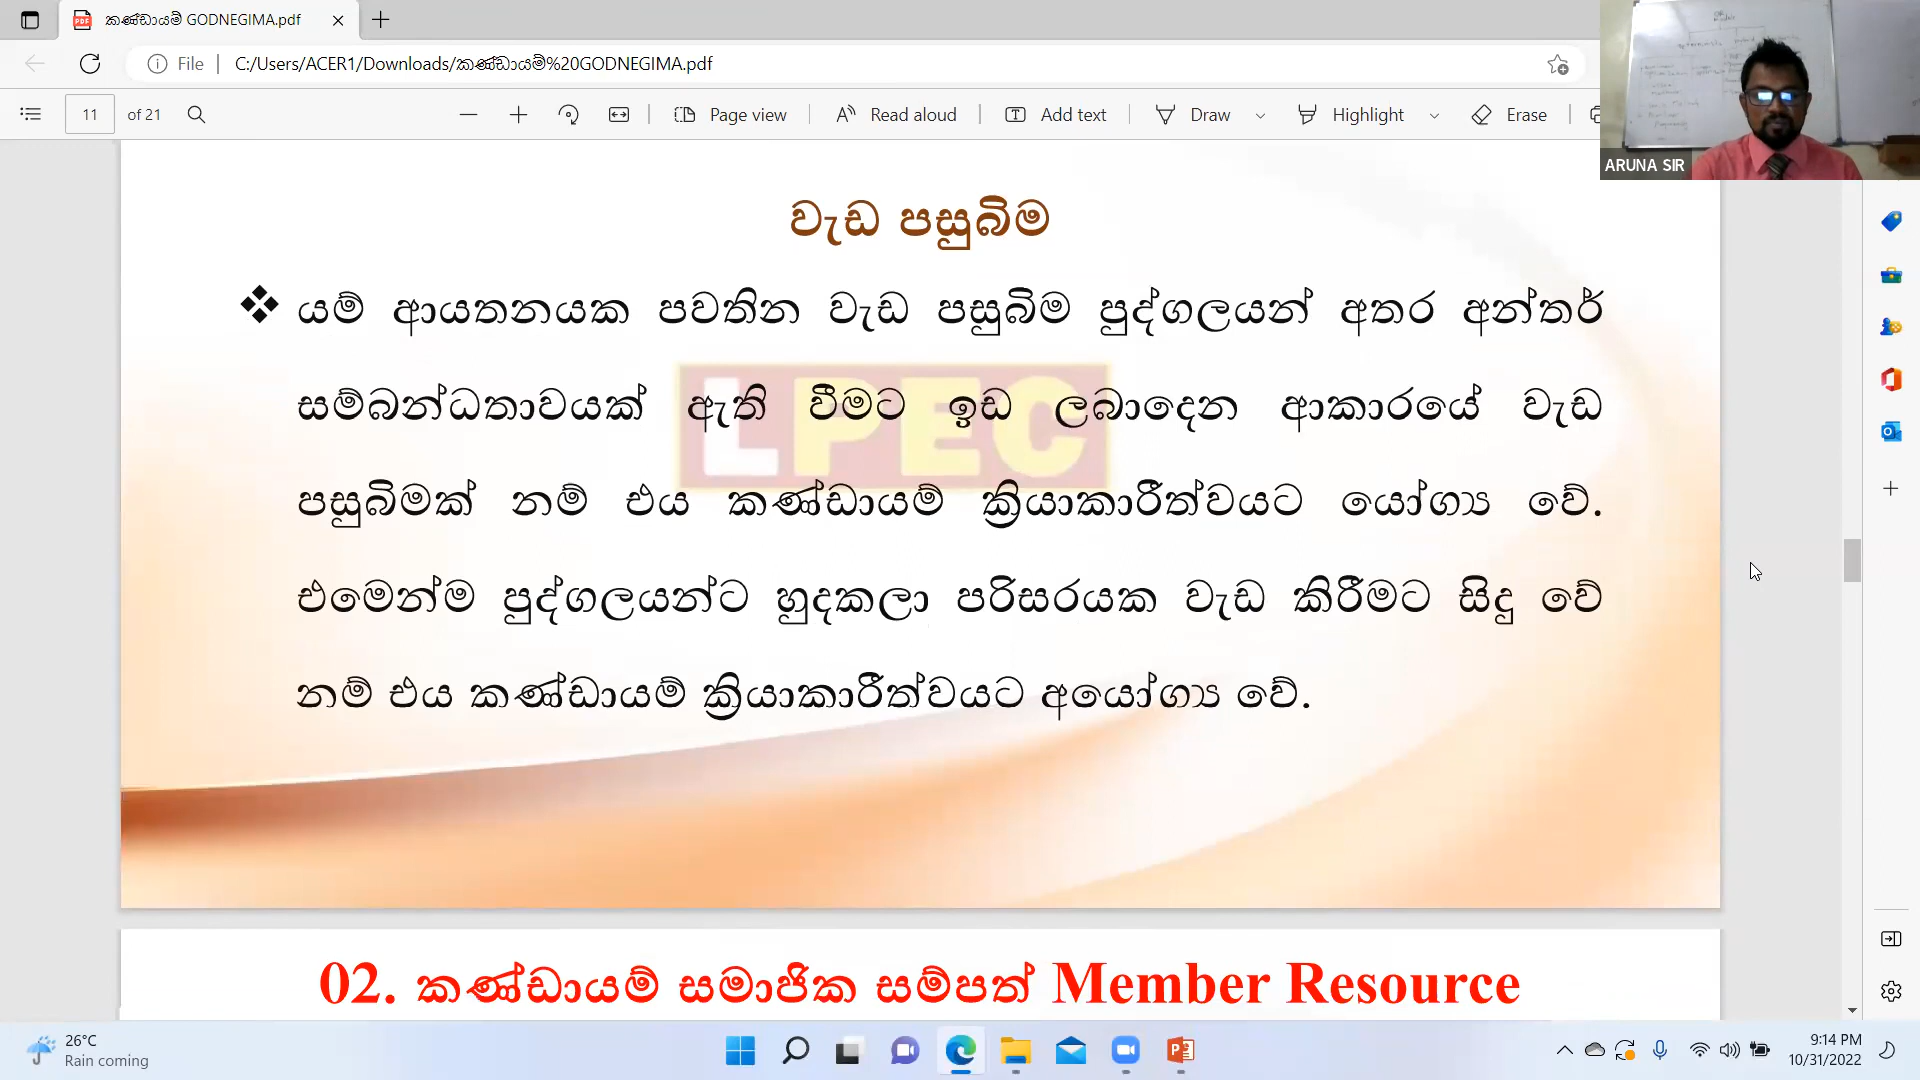 කණ්ඩායම් GODNEGIMA.pdf
File
C:/Users/ACER1/Downloads/කණ්ඩායම්%20GODNEGIMA.pdf
11 of 21
Page view
Read aloud
Add text
Draw
Highlight
Erase
ARUNA SIR
වැඩ පසුබිම
යම් ආයතනයක පවතින වැඩ පසුබිම පුද්ගලයන් අතර අන්තර්
සම්බන්ධතාවයක් ඇති වීමට ඉඩ ලබාදෙන ආකාරයේ වැඩ
පසුබිමක් නම් එය කණ්ඩායම් ක්‍රියාකාරීත්වයට යෝග්‍ය වේ.
එමෙන්ම පුද්ගලයන්ට හුදකලා පරිසරයක වැඩ කිරීමට සිදු වේ
නම් එය කණ්ඩායම් ක්‍රියාකාරීත්වයට අයෝග්‍ය වේ.
LPEC
02. කණ්ඩායම් සමාජික සම්පත් Member Resource
26°C
Rain coming
9:14 PM
10/31/2022